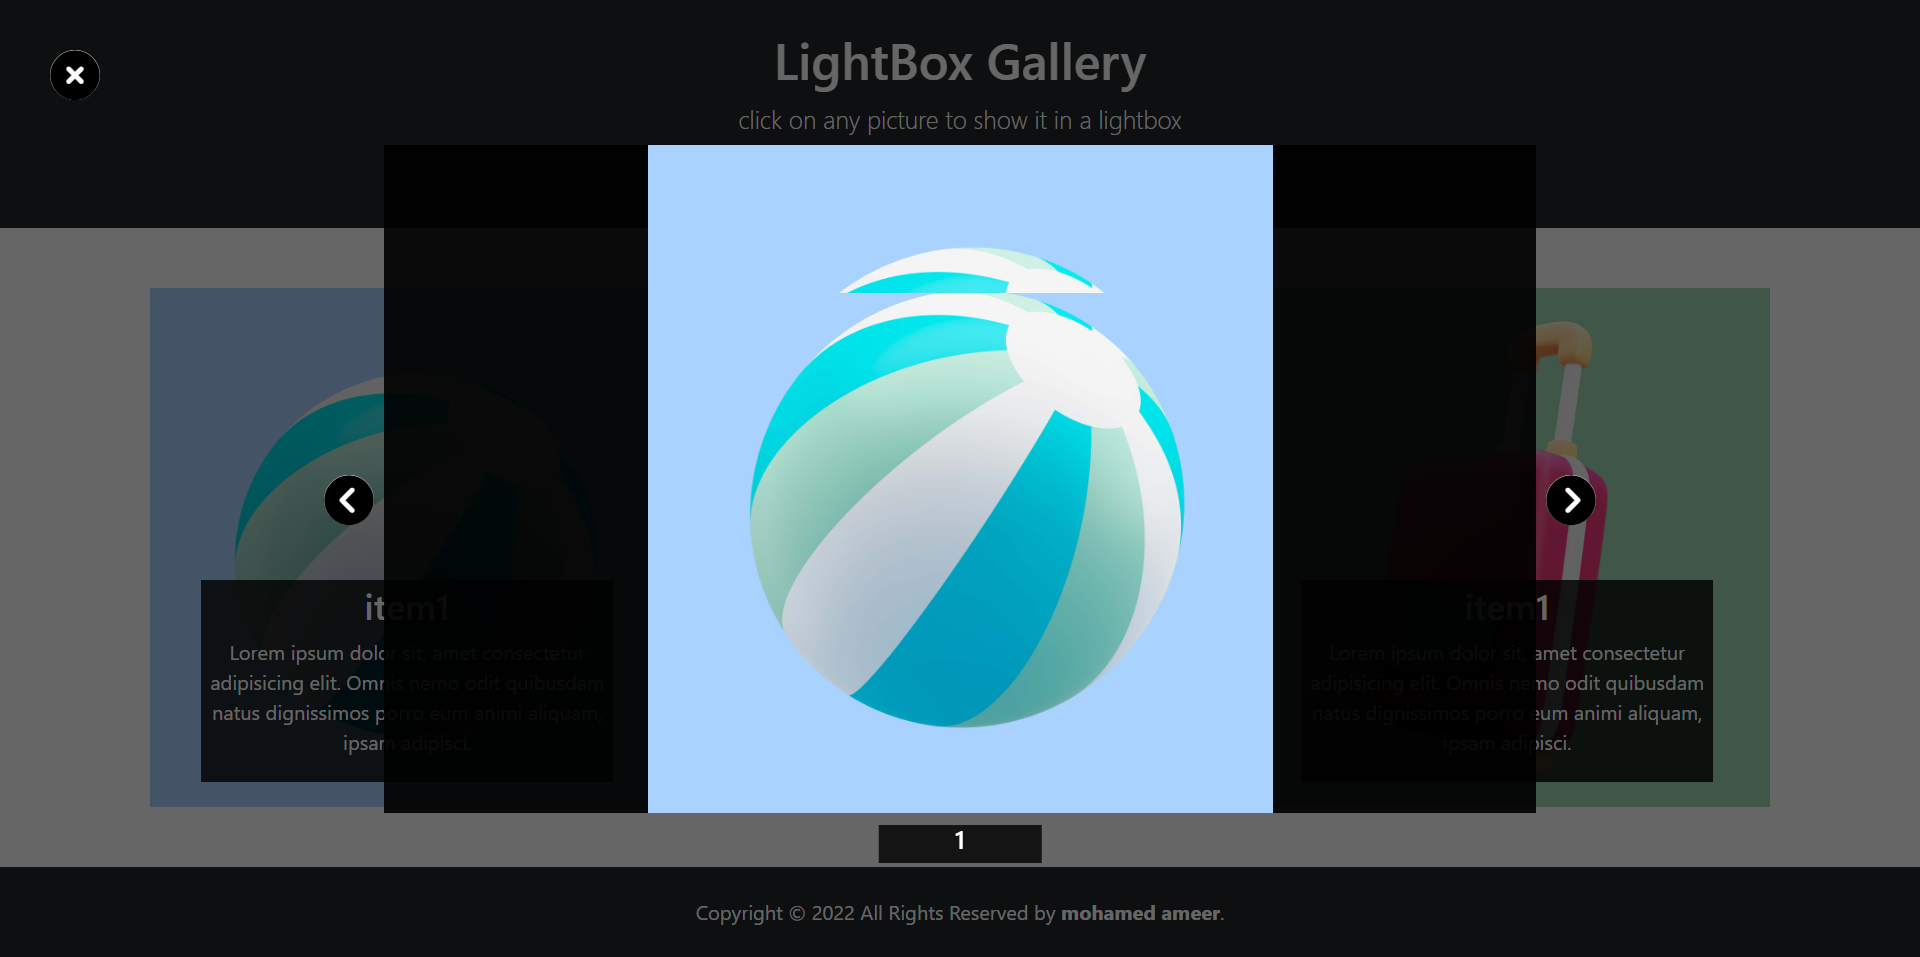 LightBox Gallery
click on any picture to show it in a lightbox
item1
Lorem ipsum dolor sit, amet consectetur
adipisicing elit. Omnis nemo odit quibusdam
natus dignissimos porro eum animi aliquam,
ipsam adipisci.
item1
Lorem ipsum dolor sit, amet consectetur
adipisicing elit. Omnis nemo odit quibusdam
natus dignissimos porro eum animi aliquam,
ipsam adipisci.
1
Copyright © 2022 All Rights Reserved by mohamed ameer.